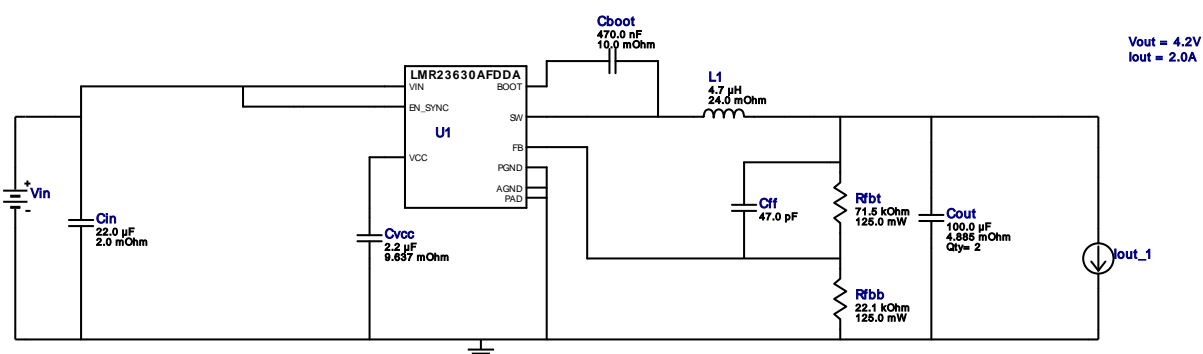 Cboot
470.0 nF
10.0 mOhm
Vout = 4.2V
Iout = 2.0A
LMR23630AFDDA
VIN
BOOT
L1
4.7 µH
24.0 mOhm
EN_SYNC
SW
U1
FB
VCC
PGND
AGND
PAD
+
Vin
-
Cin
22.0 µF
2.0 mOhm
Cvcc
2.2 µF
9.637 mOhm
Cff
47.0 pF
Rfbt
71.5 kOhm
125.0 mW
Cout
100.0 µF
4.885 mOhm
Qty= 2
Iout_1
Rfbb
22.1 kOhm
125.0 mW